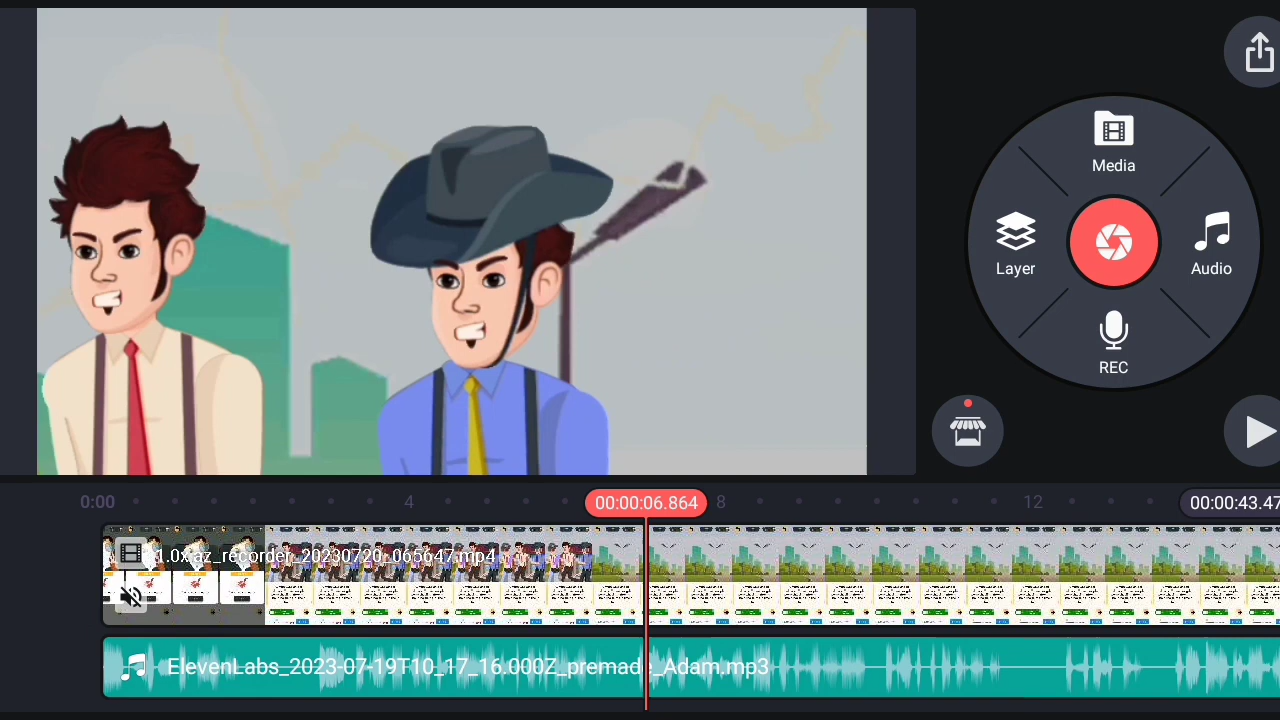 Media
Layer
Audio
REC
0:00
4
00:00:06.864
8
12
00:00:43.47
1.0x az_recorder_20230720_065647.mp4
ElevenLabs_2023-07-19T10_17_16.000Z_premade_Adam.mp3